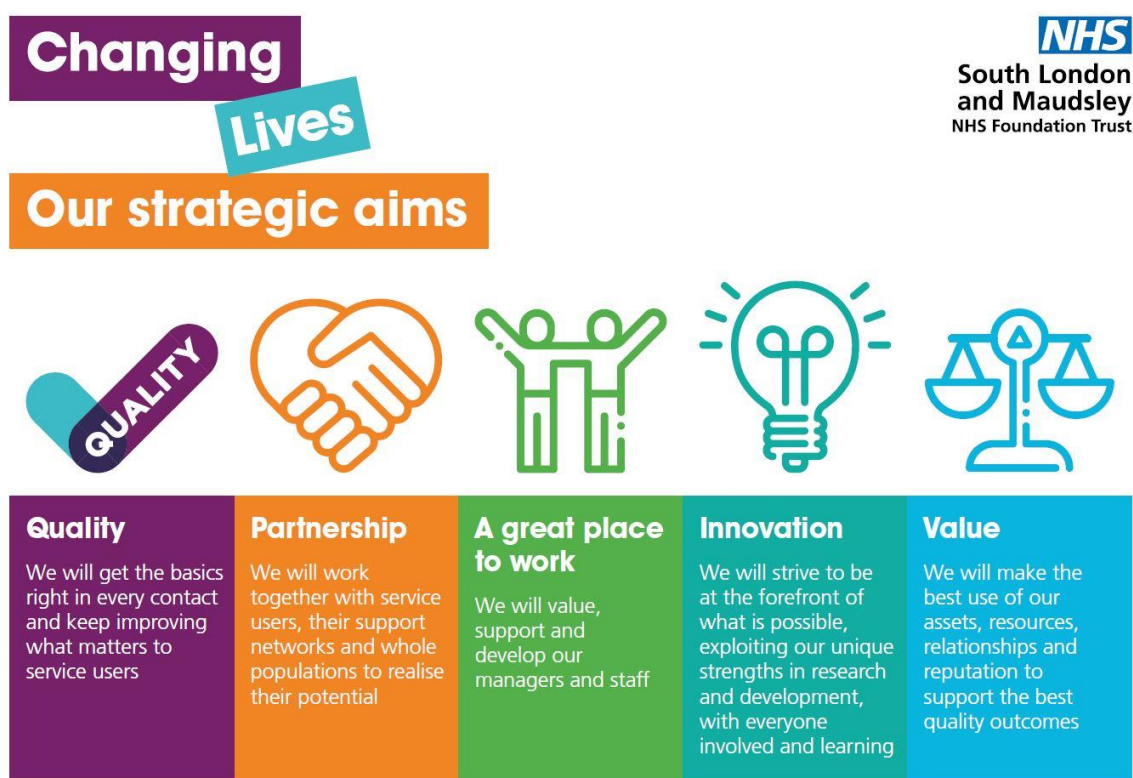 Changing
Lives
Our strategic aims
NHS
South London
and Maudsley
NHS Foundation Trust
QUALITY
Quality
We will get the basics
right in every contact
and keep improving
what matters to
service users
Partnership
We will work
together with service
users, their support
networks and whole
populations to realise
their potential
A great place
to work
We will value,
support and
develop our
managers and staff
Innovation
We will strive to be
at the forefront of
what is possible,
exploiting our unique
strengths in research
and development,
with everyone
involved and learning
Value
We will make the
best use of our
assets, resources,
relationships and
reputation to
support the best
quality outcomes